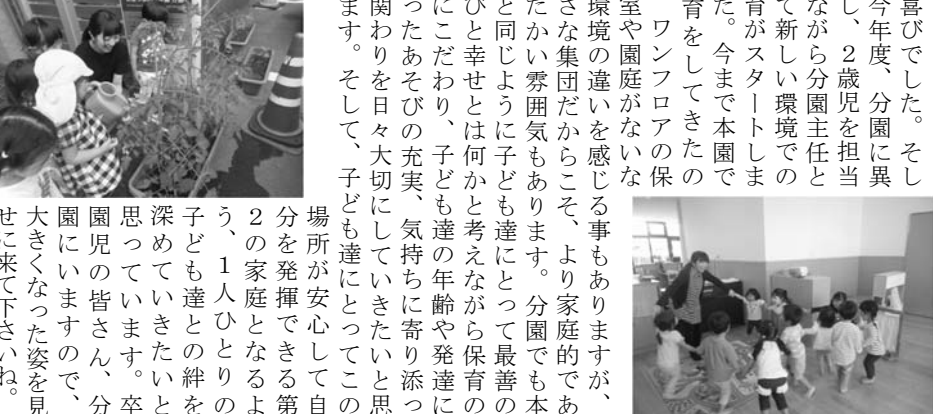 喜びでした。そし
今年度、分園に異
し、2歳児を担当
ながら分園主任と
て新しい環境での
育がスタートしま
た。今まで本園で
育をしてきたの
ワンフロアの保
室や園庭がないな
環境の違いを感じる事もありますが、
さな集団だからこそ、より家庭的であ
たかい雰囲気もあります。分園でも本
と同じように子ども達にとって最善の
びと幸せとは何かと考えながら保育の
にこだわり、子ども達の年齢や発達に
ったあそびの充実、気持ちに寄り添っ
関わりを日々大切にしていきたいと思
ます。そして、子ども達にとってこの
場所が安心して自
分を発揮できる第
2の家庭となるよ
う、1人ひとりの
子ども達との絆を
深めていきたいと
思っています。卒
園児の皆さん、分
園にいますので、
大きくなった姿を見
せに来て下さいね。